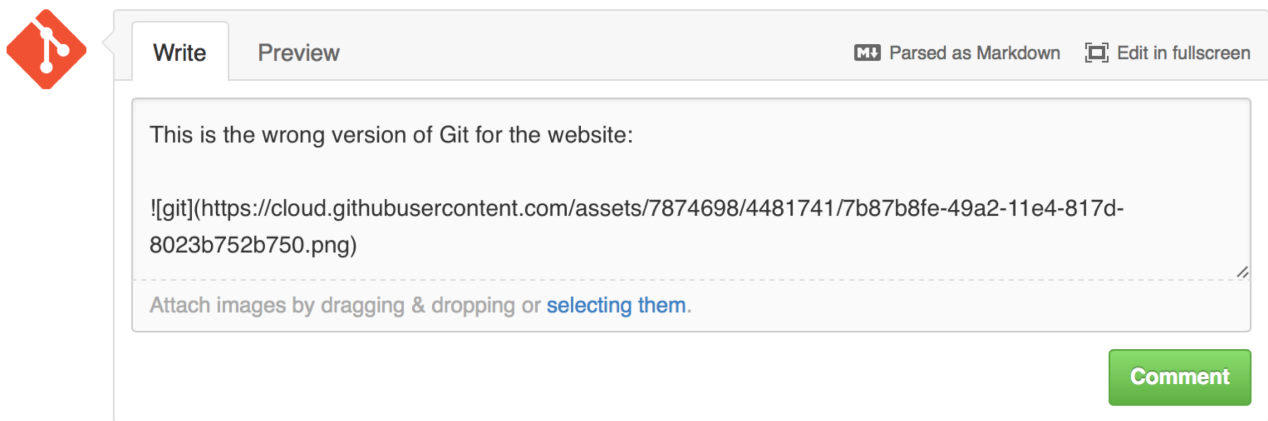 Write Preview M↓ Parsed as Markdown Edit in fullscreen
This is the wrong version of Git for the website:
![git](https://cloud.githubusercontent.com/assets/7874698/4481741/7b87b8fe-49a2-11e4-817d-
8023b752b750.png)
Attach images by dragging & dropping or selecting them.
Comment